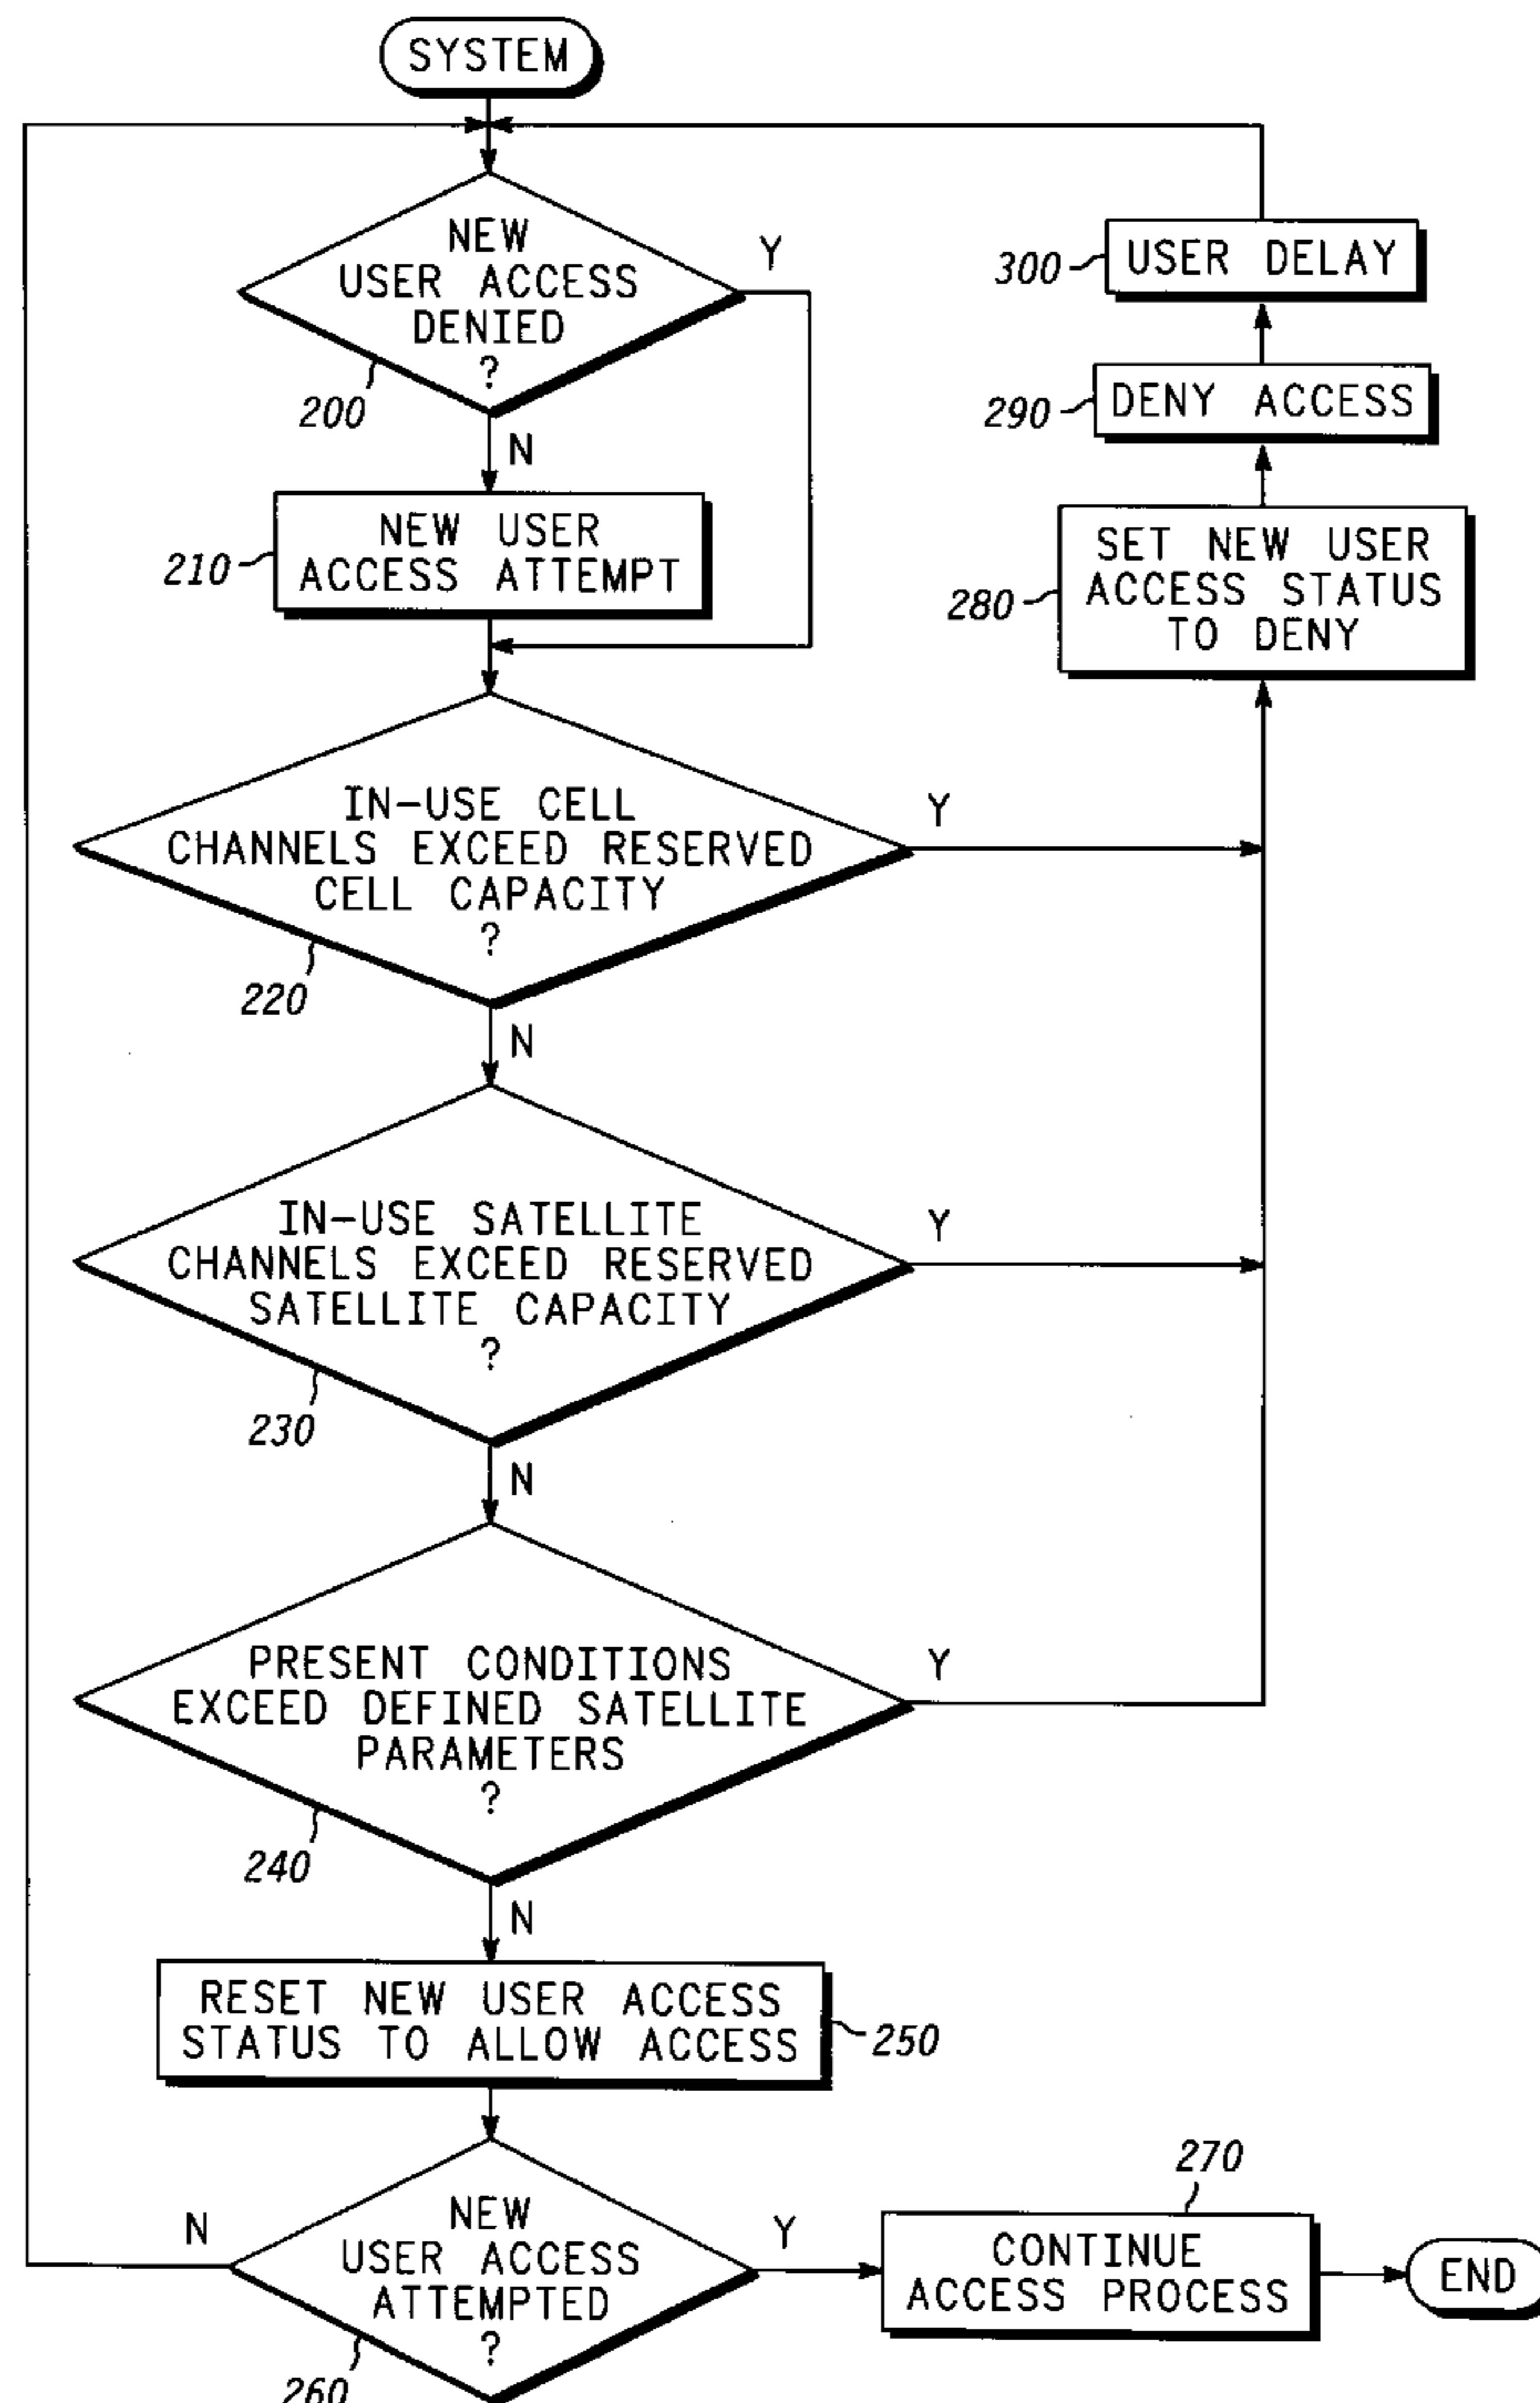 SYSTEM
NEW
USER ACCESS
DENIED
?
200
Y
N
NEW USER
ACCESS ATTEMPT
210
IN-USE CELL
CHANNELS EXCEED RESERVED
CELL CAPACITY
?
220
Y
N
IN-USE SATELLITE
CHANNELS EXCEED RESERVED
SATELLITE CAPACITY
?
230
Y
N
PRESENT CONDITIONS
EXCEED DEFINED SATELLITE
PARAMETERS
?
240
Y
N
RESET NEW USER ACCESS
STATUS TO ALLOW ACCESS
250
NEW
USER ACCESS
ATTEMPTED
?
260
N
Y
270
CONTINUE
ACCESS PROCESS
END
SET NEW USER
ACCESS STATUS
TO DENY
280
DENY ACCESS
290
USER DELAY
300